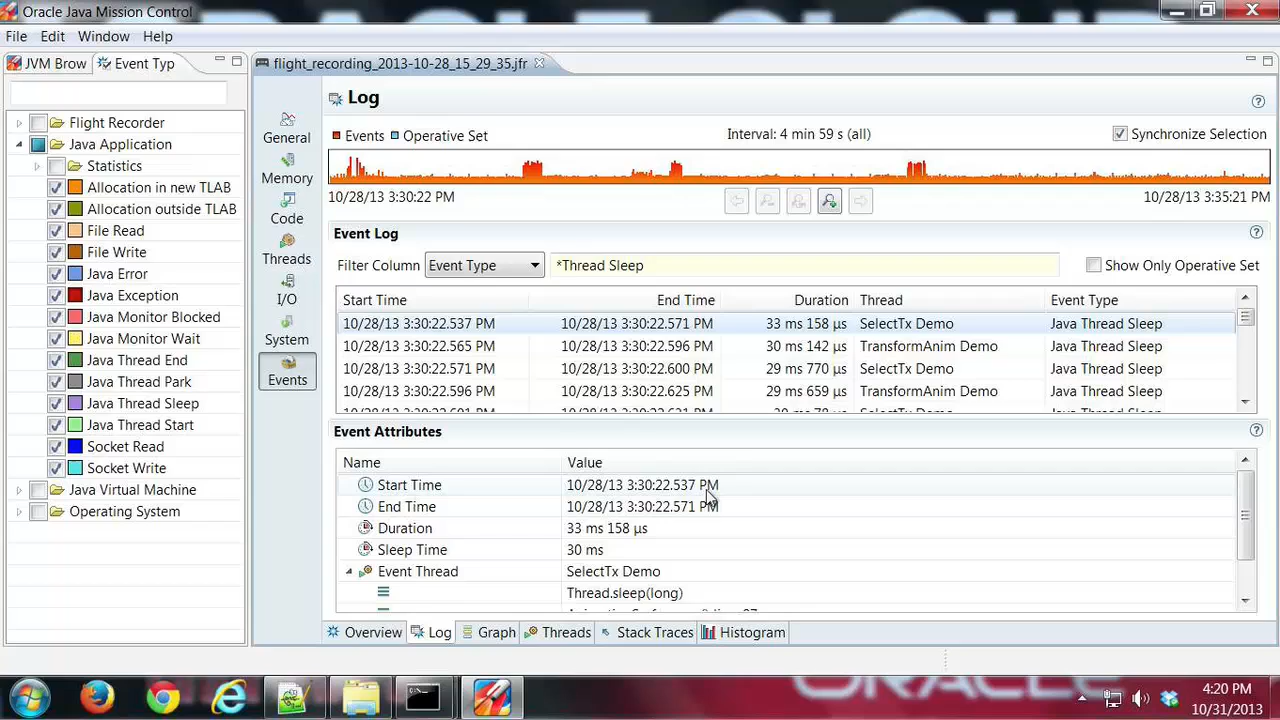 Oracle Java Mission Control
File Edit Window Help
JVM Brow
Event Typ
Flight Recorder
Java Application
Statistics
Allocation in new TLAB
Allocation outside TLAB
File Read
File Write
Java Error
Java Exception
Java Monitor Blocked
Java Monitor Wait
Java Thread End
Java Thread Park
Java Thread Sleep
Java Thread Start
Socket Read
Socket Write
Java Virtual Machine
Operating System
flight_recording_2013-10-28_15_29_35.jfr
General
Memory
Code
Threads
I/O
System
Events
Log
Events Operative Set Interval: 4 min 59 s (all) Synchronize Selection
10/28/13 3:30:22 PM 10/28/13 3:35:21 PM
Event Log
Filter Column Event Type *Thread Sleep Show Only Operative Set
Start Time End Time Duration Thread Event Type
10/28/13 3:30:22.537 PM 10/28/13 3:30:22.571 PM 33 ms 158 µs SelectTx Demo Java Thread Sleep
10/28/13 3:30:22.565 PM 10/28/13 3:30:22.596 PM 30 ms 142 µs TransformAnim Demo Java Thread Sleep
10/28/13 3:30:22.571 PM 10/28/13 3:30:22.600 PM 29 ms 770 µs SelectTx Demo Java Thread Sleep
10/28/13 3:30:22.596 PM 10/28/13 3:30:22.625 PM 29 ms 659 µs TransformAnim Demo Java Thread Sleep
Event Attributes
Name Value
Start Time 10/28/13 3:30:22.537 PM
End Time 10/28/13 3:30:22.571 PM
Duration 33 ms 158 µs
Sleep Time 30 ms
Event Thread SelectTx Demo
Thread.sleep(long)
Overview Log Graph Threads Stack Traces Histogram
4:20 PM
10/31/2013